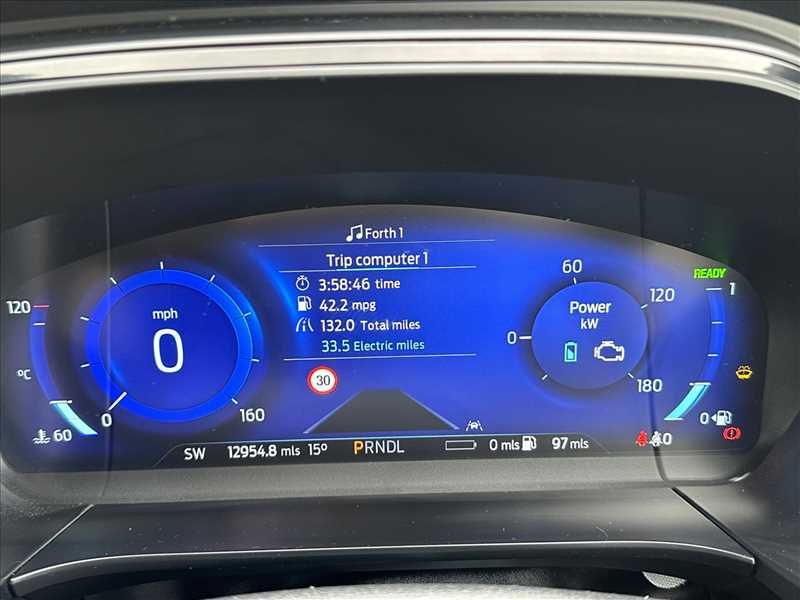 Forth 1
Trip computer 1
3:58:46 time
42.2 mpg
132.0 Total miles
33.5 Electric miles
30
mph
0
0
160
120
°C
60
Power
kW
0
60
120
180
READY
1
0
SW 12954.8 mls 15° PRNDL 0 mls 97 mls
0